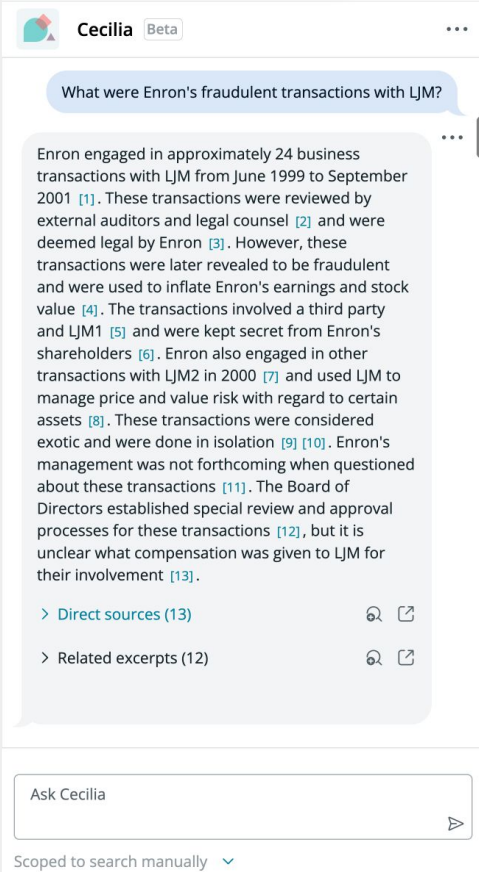 Cecilia Beta
What were Enron's fraudulent transactions with LJM?
Enron engaged in approximately 24 business
transactions with LJM from June 1999 to September
2001 [1]. These transactions were reviewed by
external auditors and legal counsel [2] and were
deemed legal by Enron [3]. However, these
transactions were later revealed to be fraudulent
and were used to inflate Enron's earnings and stock
value [4]. The transactions involved a third party
and LJM1 [5] and were kept secret from Enron's
shareholders [6]. Enron also engaged in other
transactions with LJM2 in 2000 [7] and used LJM to
manage price and value risk with regard to certain
assets [8]. These transactions were considered
exotic and were done in isolation [9] [10]. Enron's
management was not forthcoming when questioned
about these transactions [11]. The Board of
Directors established special review and approval
processes for these transactions [12], but it is
unclear what compensation was given to LJM for
their involvement [13].
Direct sources (13)
Related excerpts (12)
Ask Cecilia
Scoped to search manually